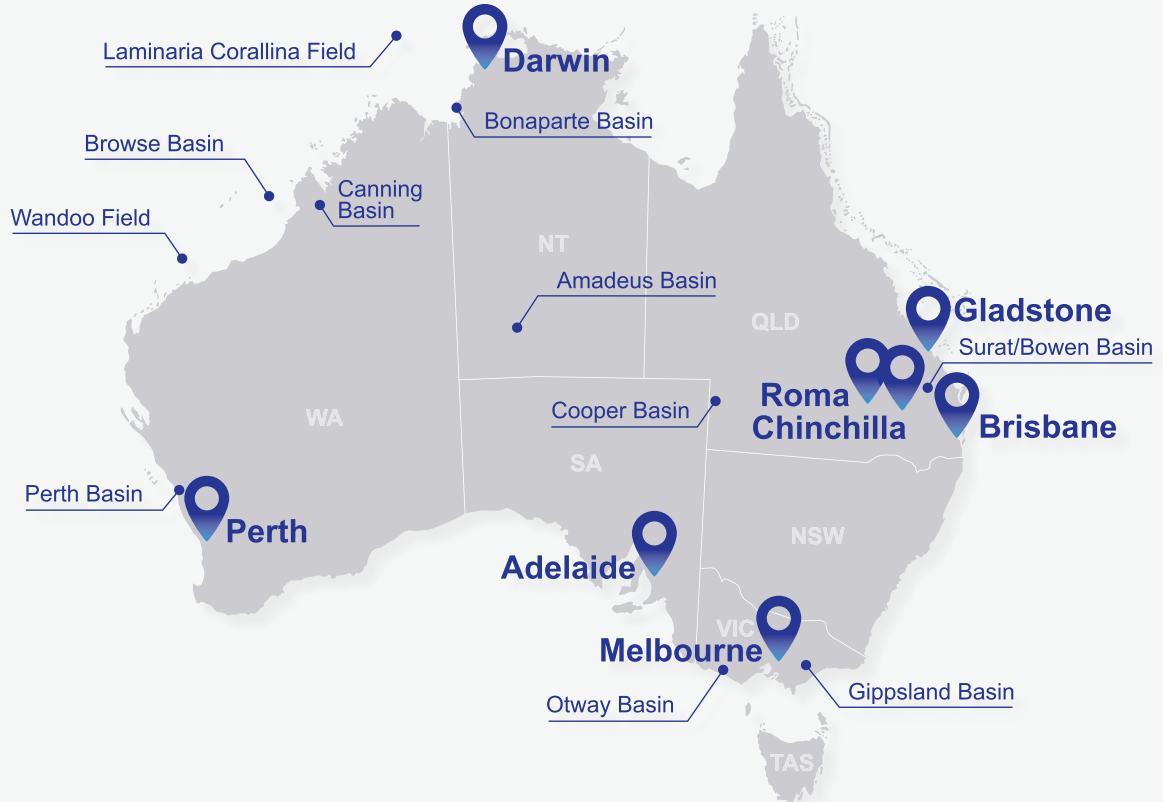 Laminaria Corallina Field
Darwin
Bonaparte Basin
Browse Basin
Canning
Basin
Wandoo Field
NT
Amadeus Basin
Gladstone
QLD
Surat/Bowen Basin
Roma
Cooper Basin
WA
Chinchilla
Brisbane
SA
Perth Basin
Perth
NSW
Adelaide
VIC
Melbourne
Otway Basin
Gippsland Basin
TAS